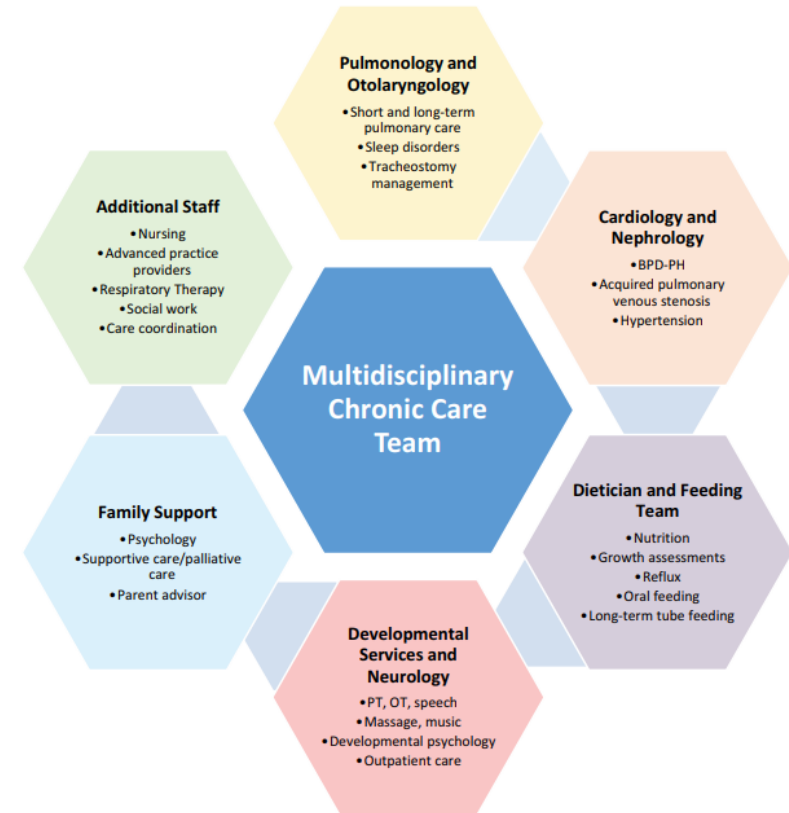 Pulmonology and
Otolaryngology
•Short and long-term
pulmonary care
•Sleep disorders
•Tracheostomy
management
Cardiology and
Nephrology
•BPD-PH
•Acquired pulmonary
venous stenosis
•Hypertension
Dietician and Feeding
Team
•Nutrition
•Growth assessments
•Reflux
•Oral feeding
•Long-term tube feeding
Developmental
Services and
Neurology
•PT, OT, speech
•Massage, music
•Developmental psychology
•Outpatient care
Family Support
•Psychology
•Supportive care/palliative
care
•Parent advisor
Additional Staff
•Nursing
•Advanced practice
providers
•Respiratory Therapy
•Social work
•Care coordination
Multidisciplinary
Chronic Care
Team